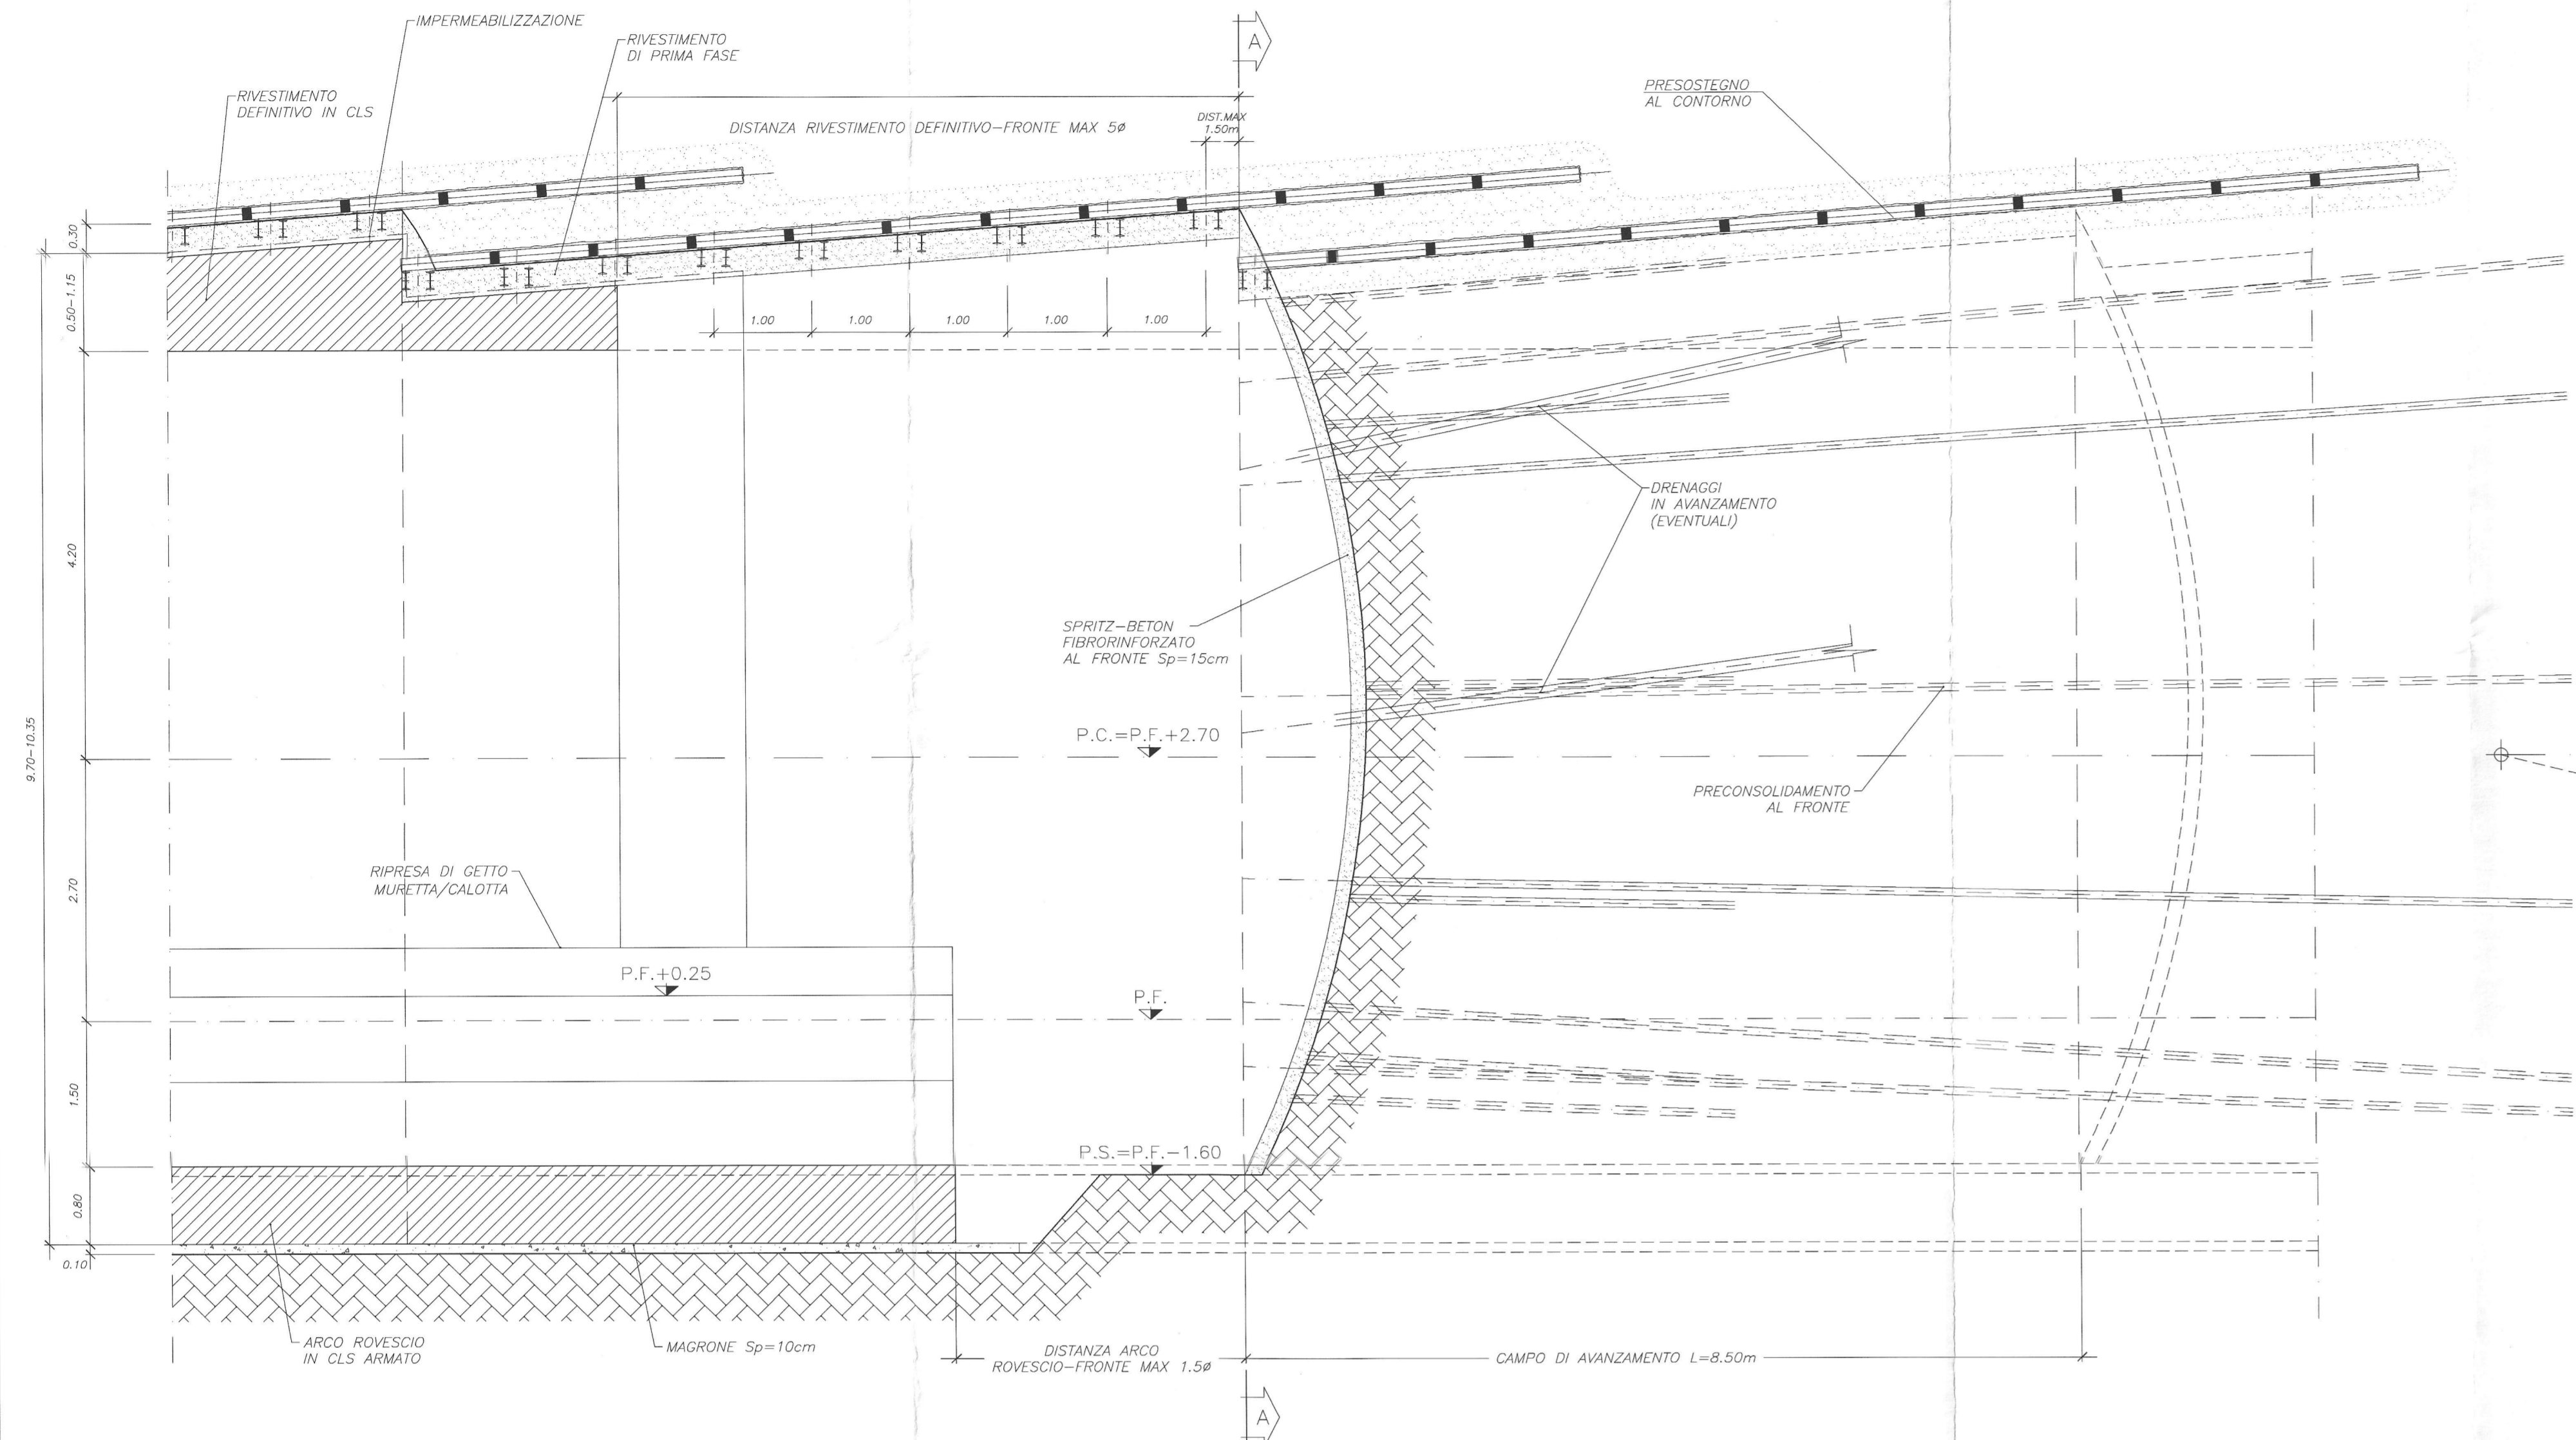 IMPERMEABILIZZAZIONE
RIVESTIMENTO
DI PRIMA FASE
A
RIVESTIMENTO
DEFINITIVO IN CLS
PRESOSTEGNO
AL CONTORNO
DISTANZA RIVESTIMENTO DEFINITIVO-FRONTE MAX 5ø
DIST.MAX
1.50m
0.30
0.50-1.15
1.00
1.00
1.00
1.00
1.00
4.20
DRENAGGI
IN AVANZAMENTO
(EVENTUALI)
SPRITZ-BETON
FIBRORINFORZATO
AL FRONTE Sp=15cm
9.70-10.35
P.C.=P.F.+2.70
PRECONSOLIDAMENTO
AL FRONTE
2.70
RIPRESA DI GETTO
MURETTA/CALOTTA
P.F.+0.25
P.F.
1.50
P.S.=P.F.-1.60
0.80
0.10
ARCO ROVESCIO
IN CLS ARMATO
MAGRONE Sp=10cm
DISTANZA ARCO
ROVESCIO-FRONTE MAX 1.5ø
CAMPO DI AVANZAMENTO L=8.50m
A